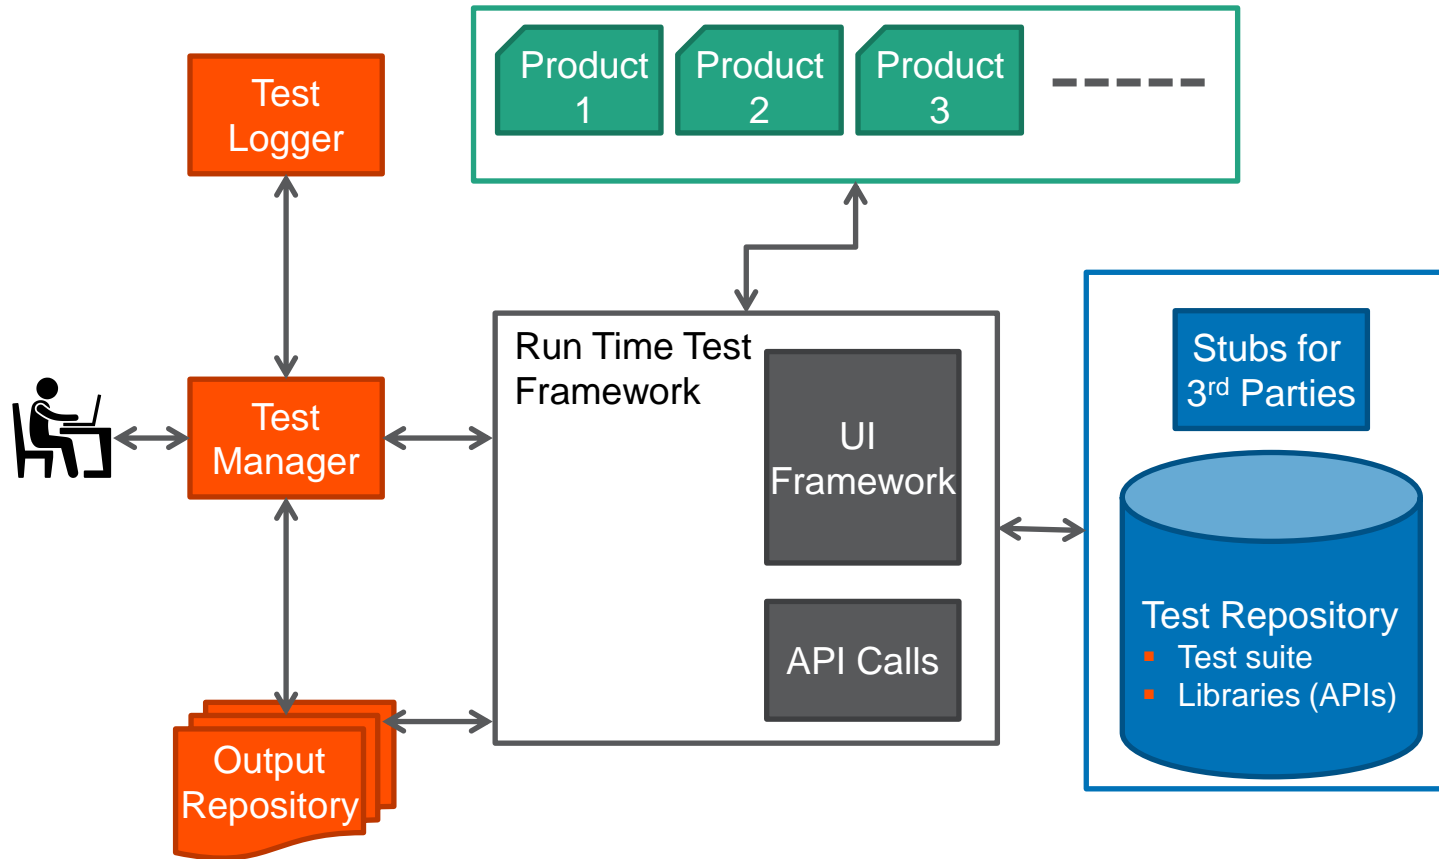 Product
1
Product
2
Product
3
Test
Logger
Run Time Test
Framework
UI
Framework
API Calls
Stubs for
3rd Parties
Test
Manager
Test Repository
▪ Test suite
▪ Libraries (APIs)
Output
Repository